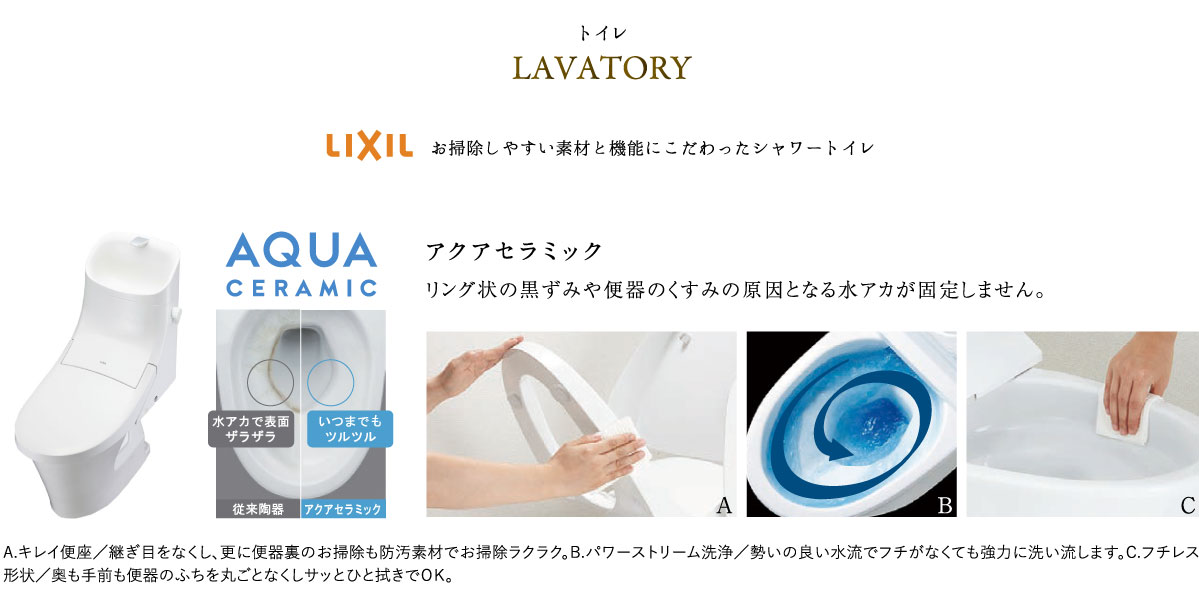 トイレ
LAVATORY
LIXIL お掃除しやすい素材と機能にこだわったシャワートイレ
AQUA
CERAMIC
アクアセラミック
リング状の黒ずみや便器のくすみの原因となる水アカが固定しません。
水アカで表面
ザラザラ
いつまでも
ツルツル
従来陶器
アクアセラミック
A
B
C
A.キレイ便座／継ぎ目をなくし、更に便器裏のお掃除も防汚素材でお掃除ラクラク。B.パワーストリーム洗浄／勢いの良い水流でフチがなくても強力に洗い流します。C.フチレス
形状／奥も手前も便器のふちを丸ごとなくしサッとひと拭きでOK。